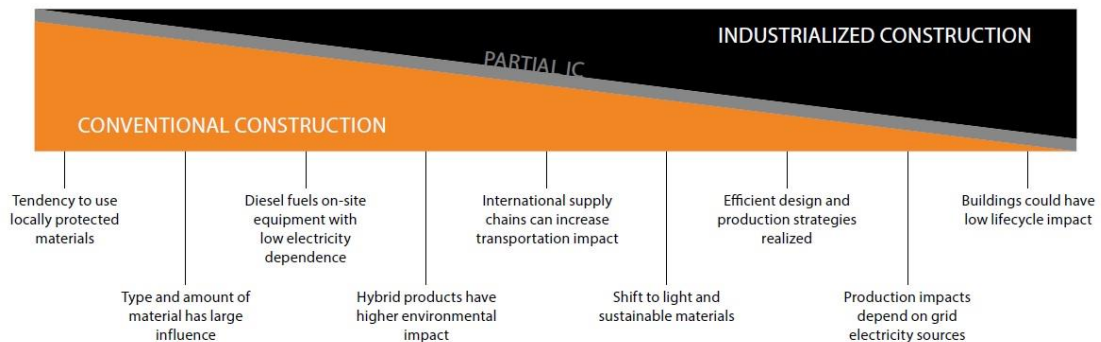 INDUSTRIALIZED CONSTRUCTION
PARTIAL IC
CONVENTIONAL CONSTRUCTION
Tendency to use
locally protected
materials
Diesel fuels on-site
equipment with
low electricity
dependence
International supply
chains can increase
transportation impact
Efficient design and
production strategies
realized
Buildings could have
low lifecycle impact
Type and amount of
material has large
influence
Hybrid products have
higher environmental
impact
Shift to light and
sustainable materials
Production impacts
depend on grid
electricity sources